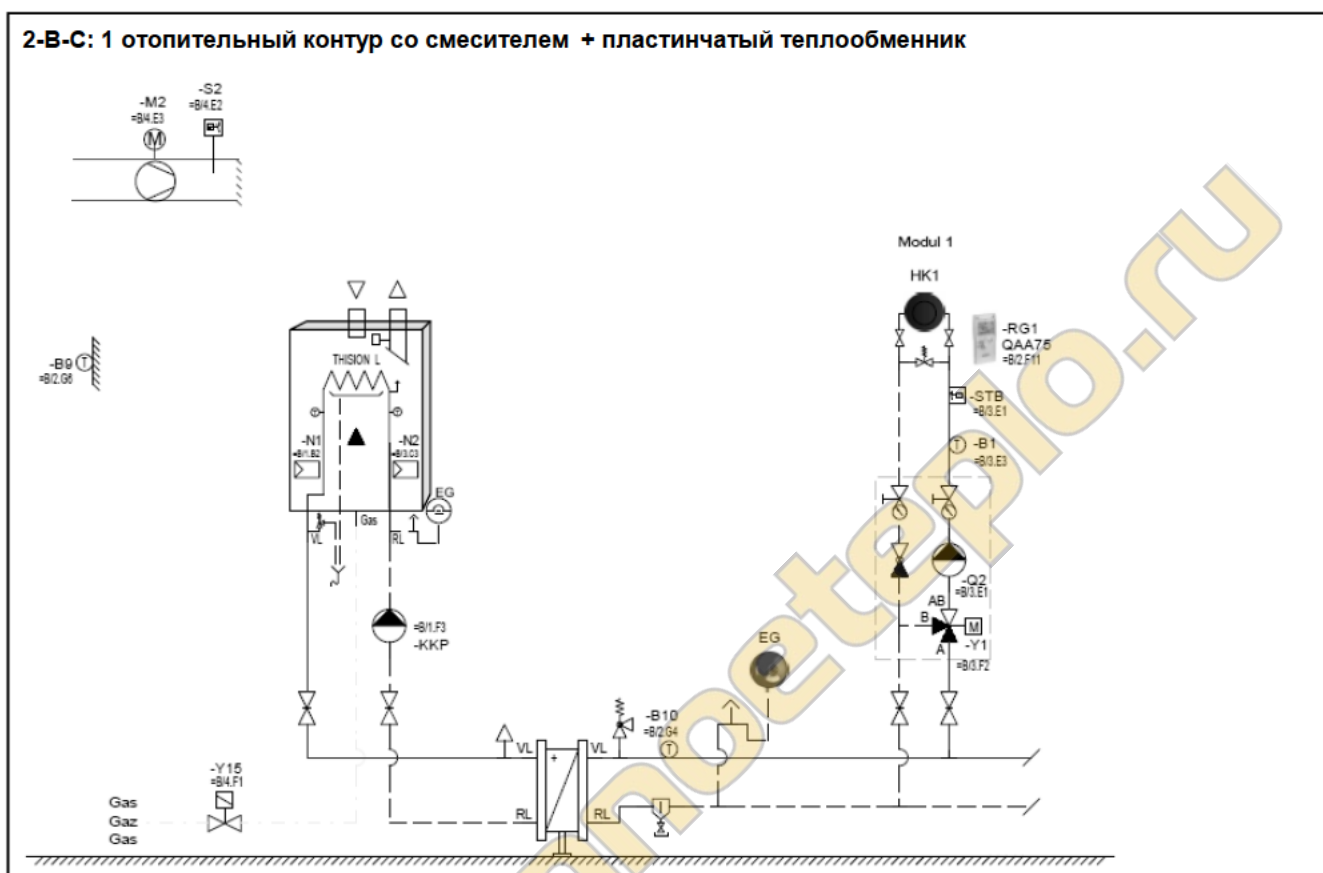 2-B-C: 1 отопительный контур со смесителем + пластинчатый теплообменник
-S2
=B/4.E2
-M2
=B/4.E3
M
Modul 1
HK1
-RG1
QAA75
=B/2.F11
-B9
T
=B/2.G6
THISION L
-STB
=B/3.E1
T
T
-N1
=B/1.B2
-N2
=B/3.C3
T
-B1
=B/3.E3
EG
Gas
VL
RL
-Q2
=B/3.E1
AB
B
M
-Y1
A
=B/3.F2
=B/1.F3
-KKP
EG
-B10
=B/2.G4
T
VL
VL
+
-Y15
=B/4.F1
RL
RL
Gas
Gaz
Gas